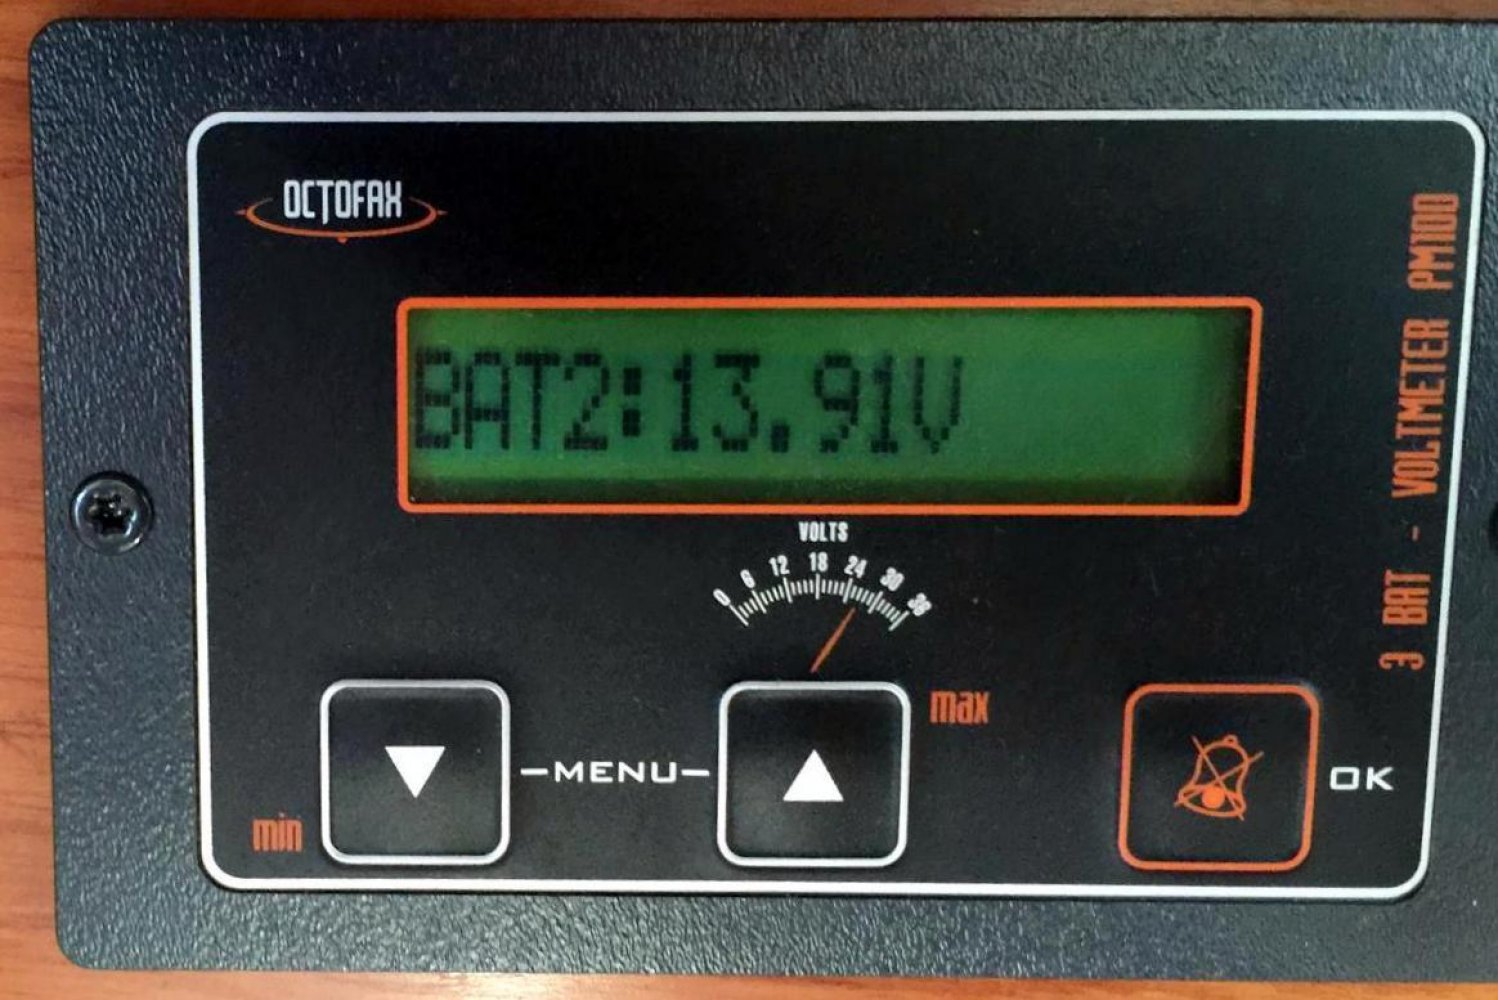 OCTOFAX
BAT2:13.91V
VOLTS
0 6 12 18 24 30 36
min
MENU
max
OK
3 BAT - VOLTMETER PM100